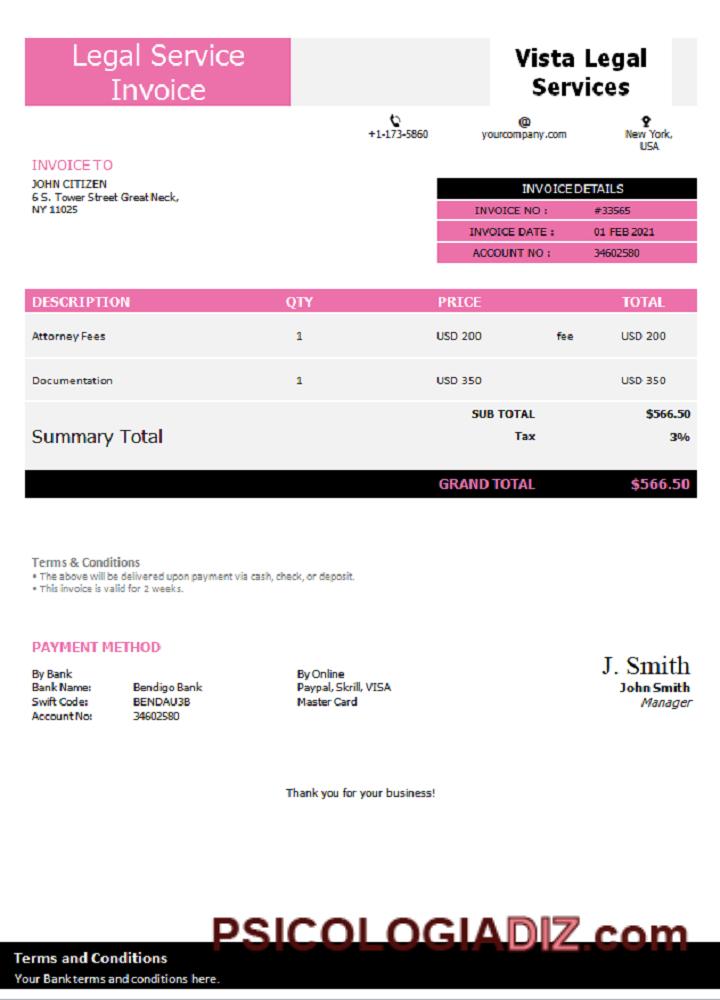 Legal Service
Invoice
Vista Legal
Services
+1-173-5860
@
yourcompany.com
New York,
USA
INVOICE TO
JOHN CITIZEN
6 S. Tower Street Great Neck,
NY 11025
INVOICE DETAILS
INVOICE NO : #33565
INVOICE DATE : 01 FEB 2021
ACCOUNT NO : 34602580
DESCRIPTION QTY PRICE TOTAL
Attorney Fees 1 USD 200 fee USD 200
Documentation 1 USD 350 USD 350
SUB TOTAL $566.50
Summary Total
Tax 3%
GRAND TOTAL $566.50
Terms & Conditions
• The above will be delivered upon payment via cash, check, or deposit.
• This invoice is valid for 2 weeks.
PAYMENT METHOD
By Bank
Bank Name: Bendigo Bank
Swift Code: BENDAU3B
Account No: 34602580
By Online
Paypal, Skrill, VISA
Master Card
J. Smith
John Smith
Manager
Thank you for your business!
PSICOLOGIADIZ.com
Terms and Conditions
Your Bank terms and conditions here.